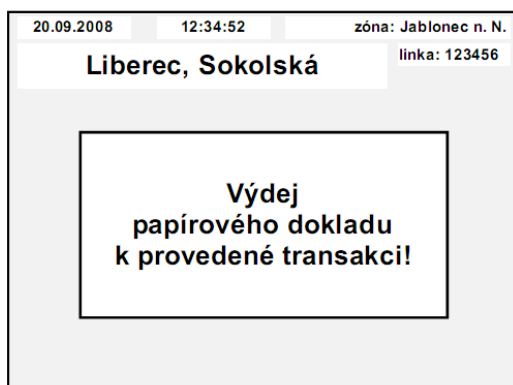 20.09.2008 12:34:52 zóna: Jablonec n. N.
Liberec, Sokolská linka: 123456
Výdej
papírového dokladu
k provedené transakci!